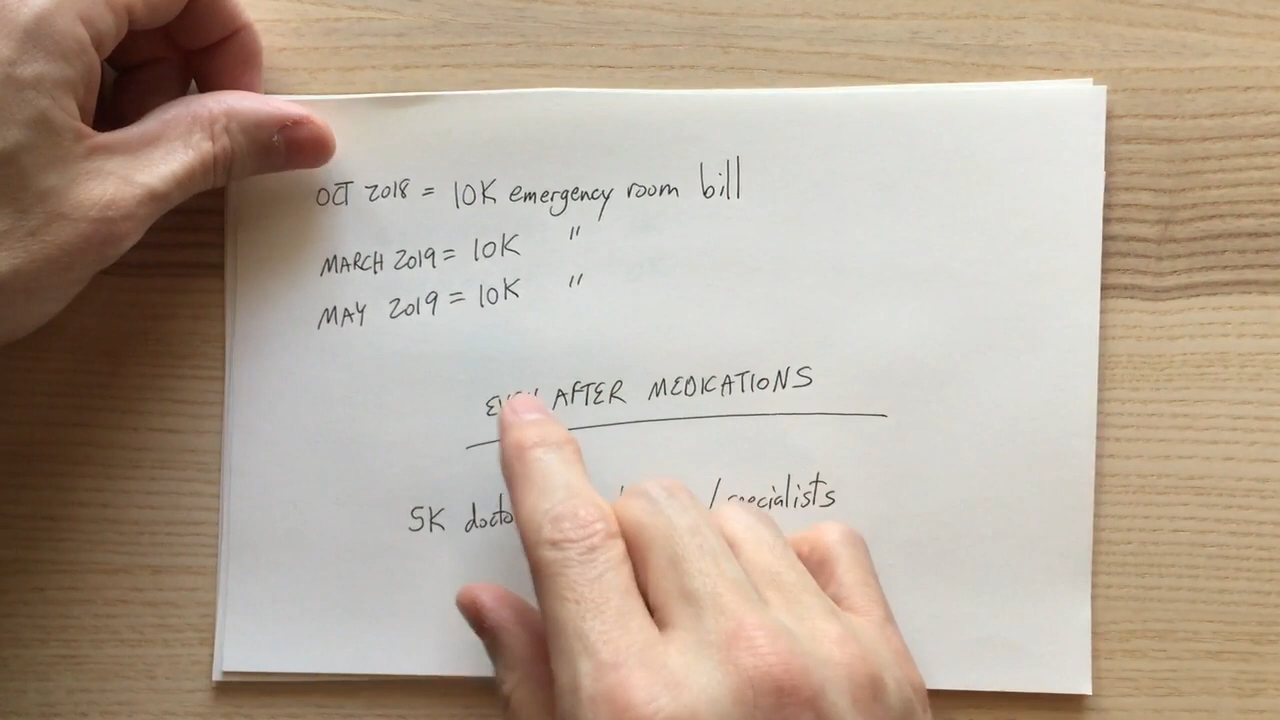 OCT 2018 = 10K emergency room bill
MARCH 2019 = 10K "
MAY 2019 = 10K "
AFTER MEDICATIONS
5K / specialists